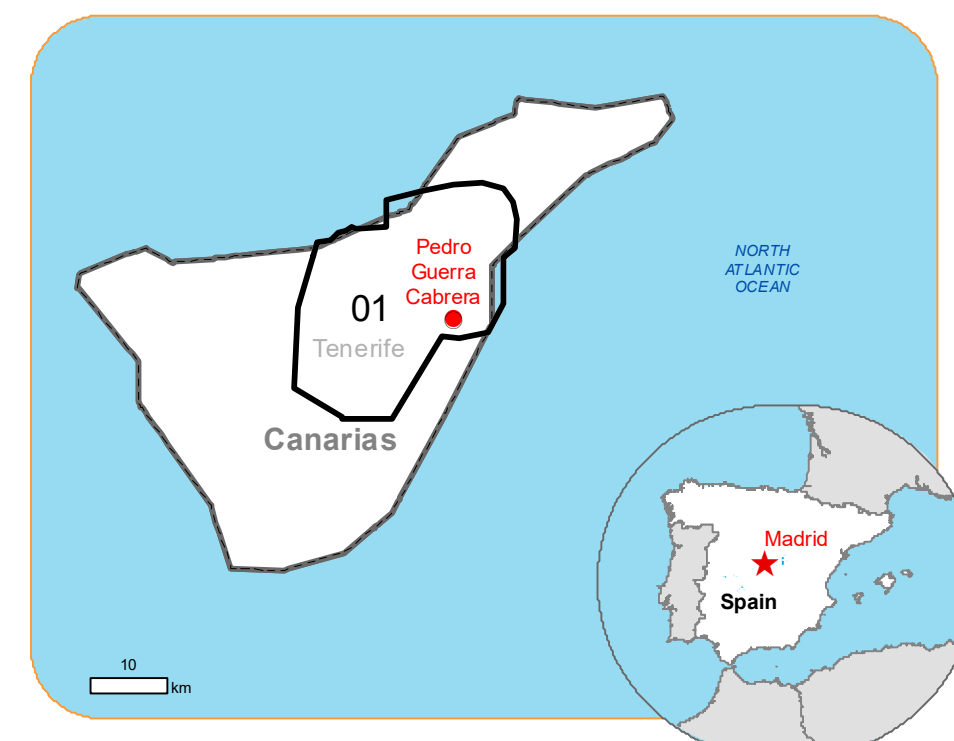 Pedro
Guerra
Cabrera
01
Tenerife
Canarias
NORTH
ATLANTIC
OCEAN
Madrid
Spain
10
km